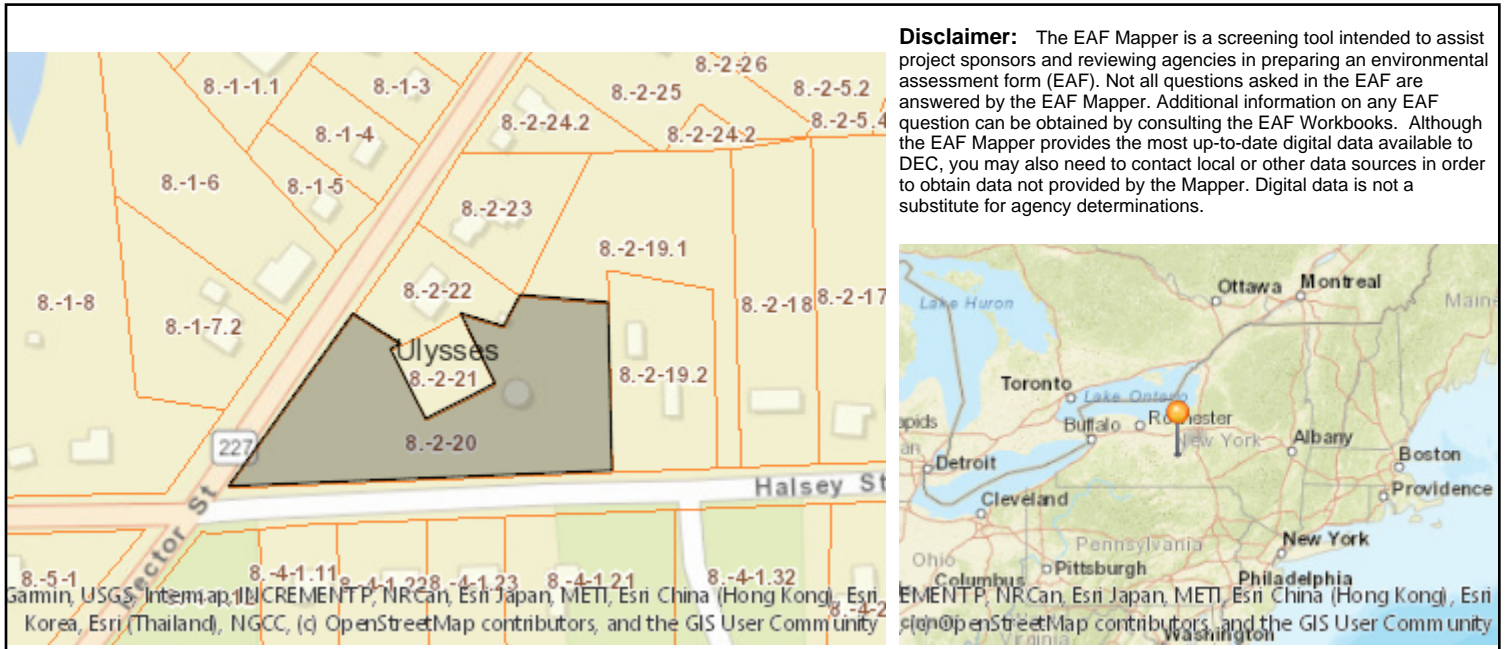 Disclaimer: The EAF Mapper is a screening tool intended to assist
project sponsors and reviewing agencies in preparing an environmental
assessment form (EAF). Not all questions asked in the EAF are
answered by the EAF Mapper. Additional information on any EAF
question can be obtained by consulting the EAF Workbooks. Although
the EAF Mapper provides the most up-to-date digital data available to
DEC, you may also need to contact local or other data sources in order
to obtain data not provided by the Mapper. Digital data is not a
substitute for agency determinations.
8.-1-1.1
8.-1-3
8.-2-26
8.-2-25
8.-2-5.2
8.-1-4
8.-2-24.2
8.-2-24.2
8.-2-5.4
8.-1-6
8.-1-5
8.-2-23
8.-2-19.1
8.-1-8
8.-2-22
8.-2-18
8.-2-17
8.-1-7.2
Ulysses
8.-2-21
8.-2-19.2
227
8.-2-20
Halsey St
8.-5-1
8.-4-1.11
8.-4-1.23
8.-4-1.21
8.-4-1.32
Garmin, USGS, Intermap, INCREMENT P, NRCan, Esri Japan, METI, Esri China (Hong Kong), Esri
Korea, Esri (Thailand), NGCC, (c) OpenStreetMap contributors, and the GIS User Community
Ottawa
Montreal
Lake Huron
Maine
Toronto
Lake Ontario
Rochester
Buffalo
New York
Albany
Detroit
Boston
Providence
Cleveland
New York
Pennsylvania
Ohio
Pittsburgh
Philadelphia
Columbus
EMENT P, NRCan, Esri Japan, METI, Esri China (Hong Kong), Esri
(c) OpenStreetMap contributors, and the GIS User Community
Virginia
Washington